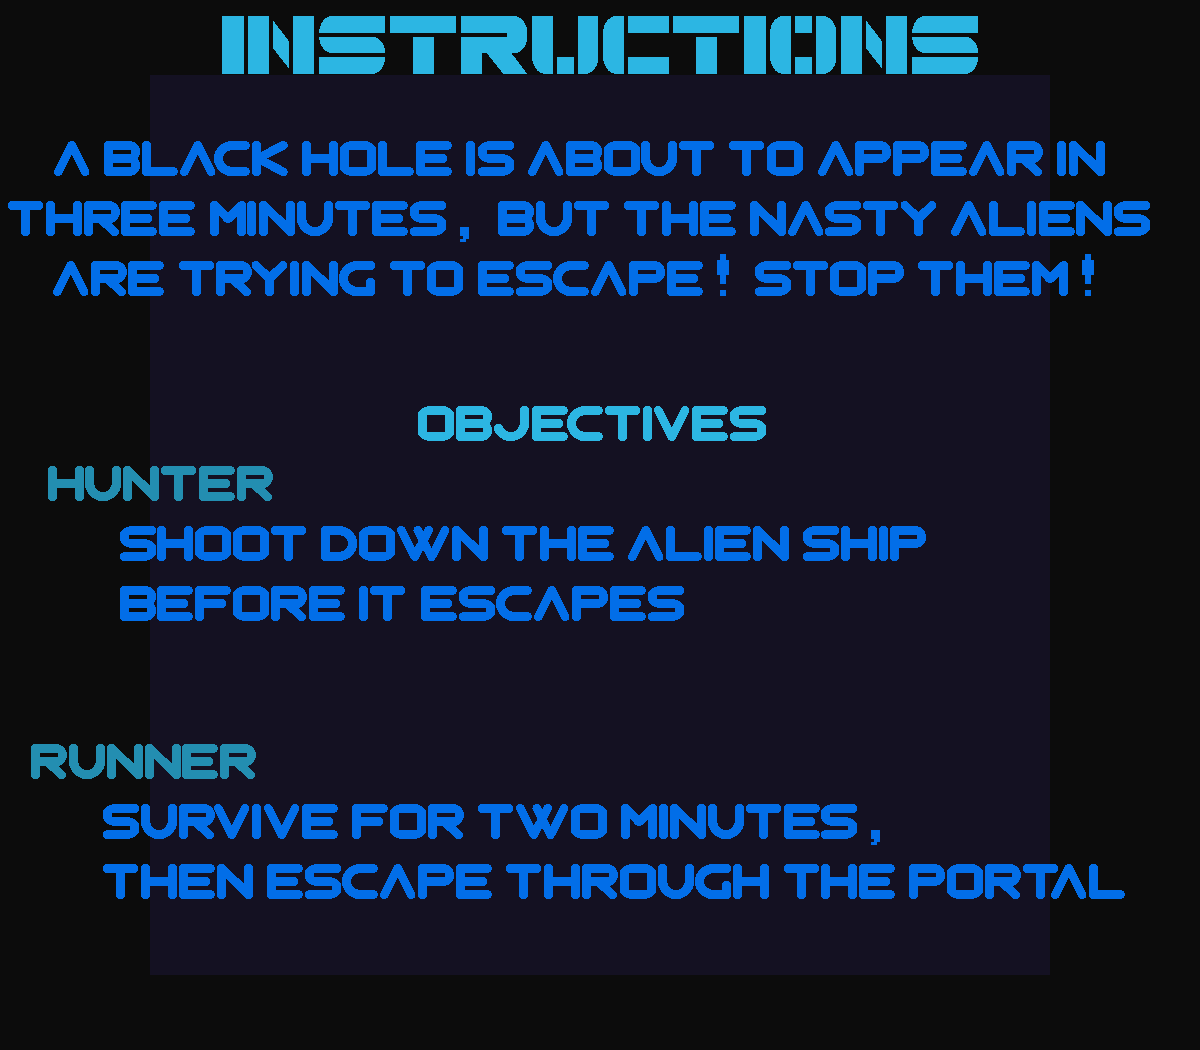 INSTRUCTIONS
A BLACK HOLE IS ABOUT TO APPEAR IN
THREE MINUTES, BUT THE NASTY ALIENS
ARE TRYING TO ESCAPE! STOP THEM!
OBJECTIVES
HUNTER
SHOOT DOWN THE ALIEN SHIP
BEFORE IT ESCAPES
RUNNER
SURVIVE FOR TWO MINUTES,
THEN ESCAPE THROUGH THE PORTAL